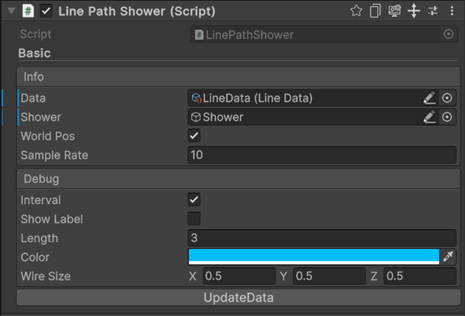 Line Path Shower (Script)
Script LinePathShower
Basic
Info
Data LineData (Line Data)
Shower Shower
World Pos
Sample Rate 10
Debug
Interval
Show Label
Length 3
Color
Wire Size X 0.5 Y 0.5 Z 0.5
UpdateData